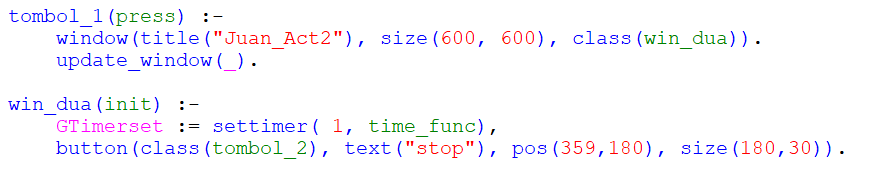 tombol_1(press) :-
window(title("Juan_Act2"), size(600, 600), class(win_dua)).
update_window(_).
win_dua(init) :-
GTimerset := settimer( 1, time_func),
button(class(tombol_2), text("stop"), pos(359,180), size(180,30)).